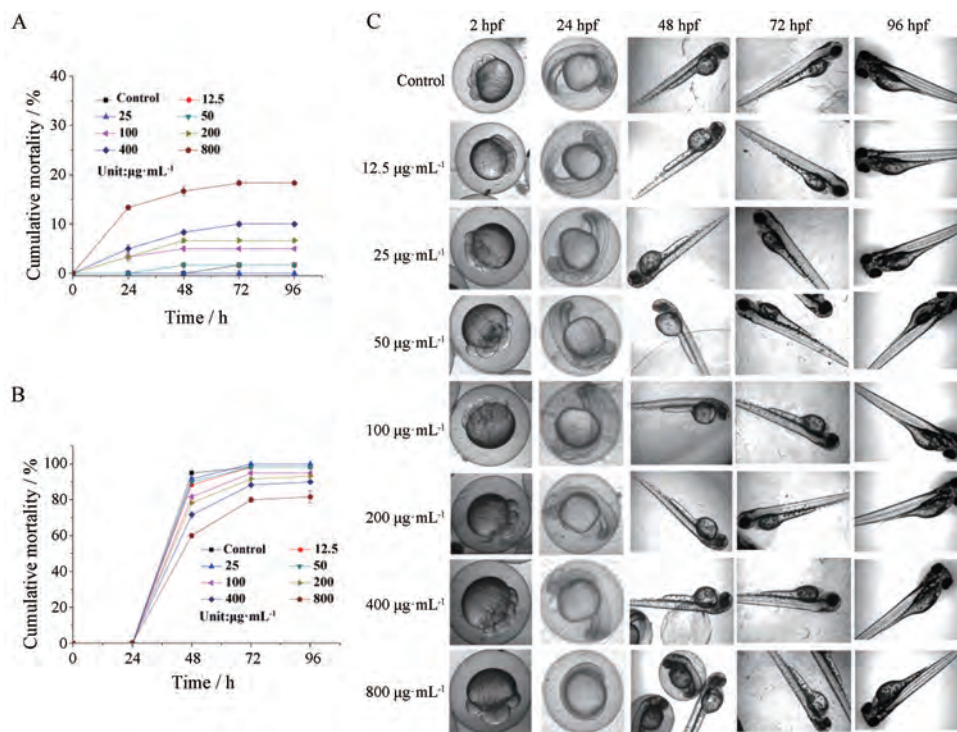 A
40
30
20
10
0
Cumulative mortality / %
Control 12.5
25 50
100 200
400 800
Unit:μg·mL⁻¹
0 24 48 72 96
Time / h
B
100
80
60
40
20
0
Cumulative mortality / %
Control 12.5
25 50
100 200
400 800
Unit:μg·mL⁻¹
0 24 48 72 96
Time / h
C
2 hpf 24 hpf 48 hpf 72 hpf 96 hpf
Control
12.5 μg·mL⁻¹
25 μg·mL⁻¹
50 μg·mL⁻¹
100 μg·mL⁻¹
200 μg·mL⁻¹
400 μg·mL⁻¹
800 μg·mL⁻¹